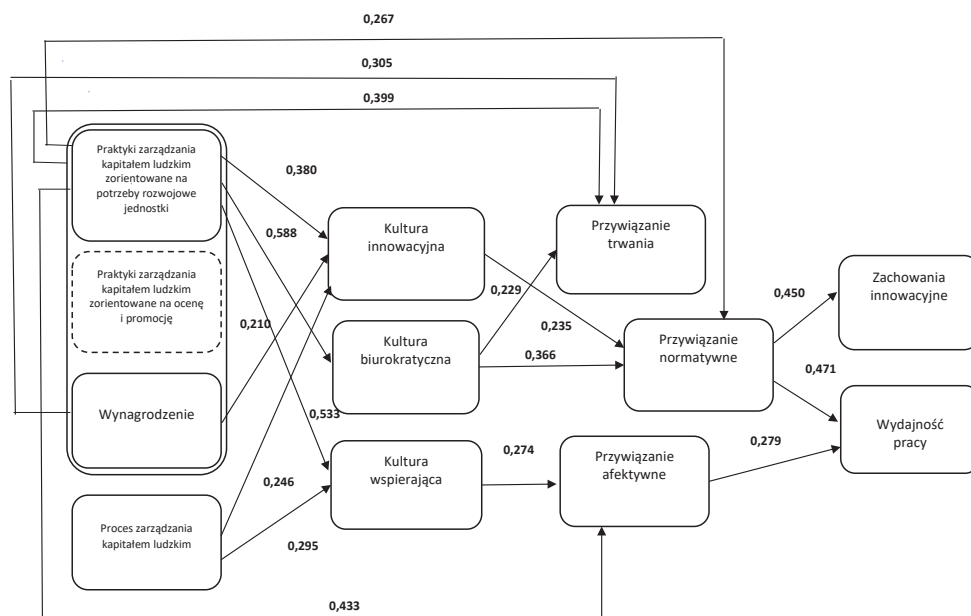 0,267
0,305
0,399
Praktyki zarządzania
kapitałem ludzkim
zorientowane na
potrzeby rozwojowe
jednostki
0,380
Kultura
innowacyjna
Przywiązanie
trwania
0,588
Praktyki zarządzania
kapitałem ludzkim
zorientowane na ocenę
i promocję
Zachowania
innowacyjne
0,229
0,450
0,210
0,235
Kultura
biurokratyczna
Przywiązanie
normatywne
0,366
0,471
Wynagrodzenie
0,533
Wydajność
pracy
Kultura
wspierająca
0,274
Przywiązanie
afektywne
0,279
0,246
Proces zarządzania
kapitałem ludzkim
0,295
0,433